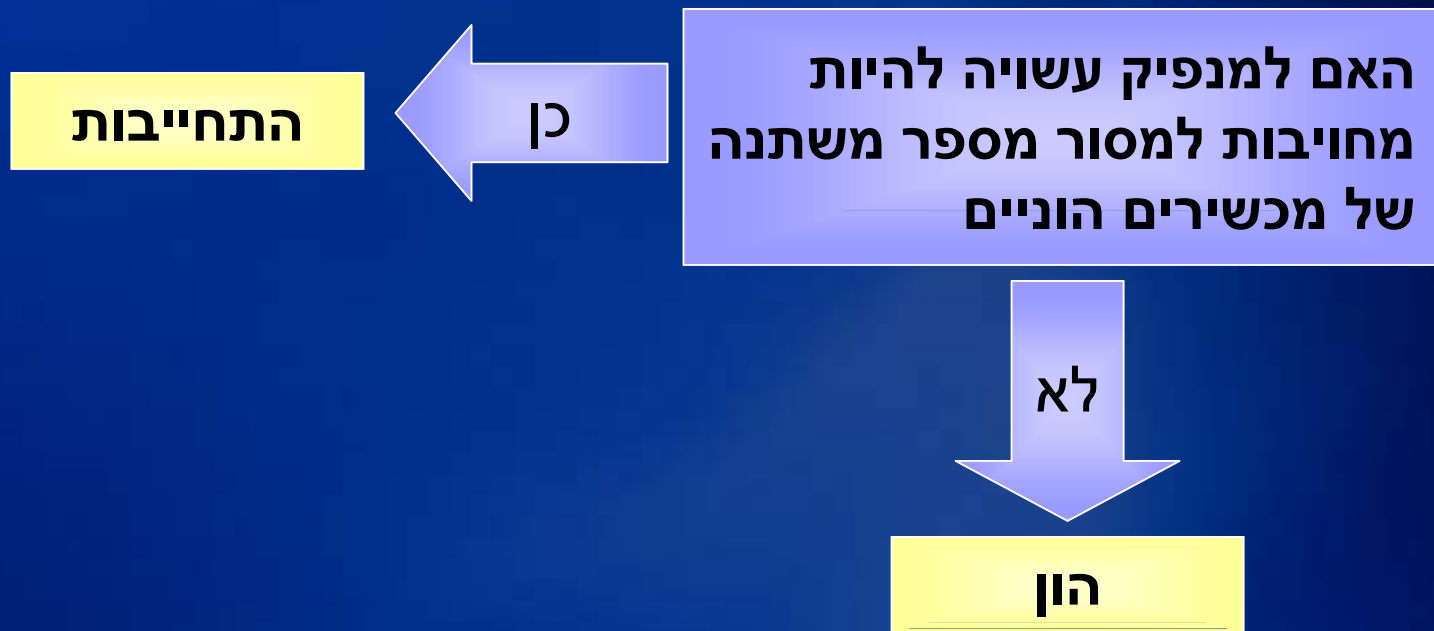 האם למנפיק עשויה להיות
מחויבות למסור מספר משתנה
של מכשירים הוניים
כן
התחייבות
לא
הון